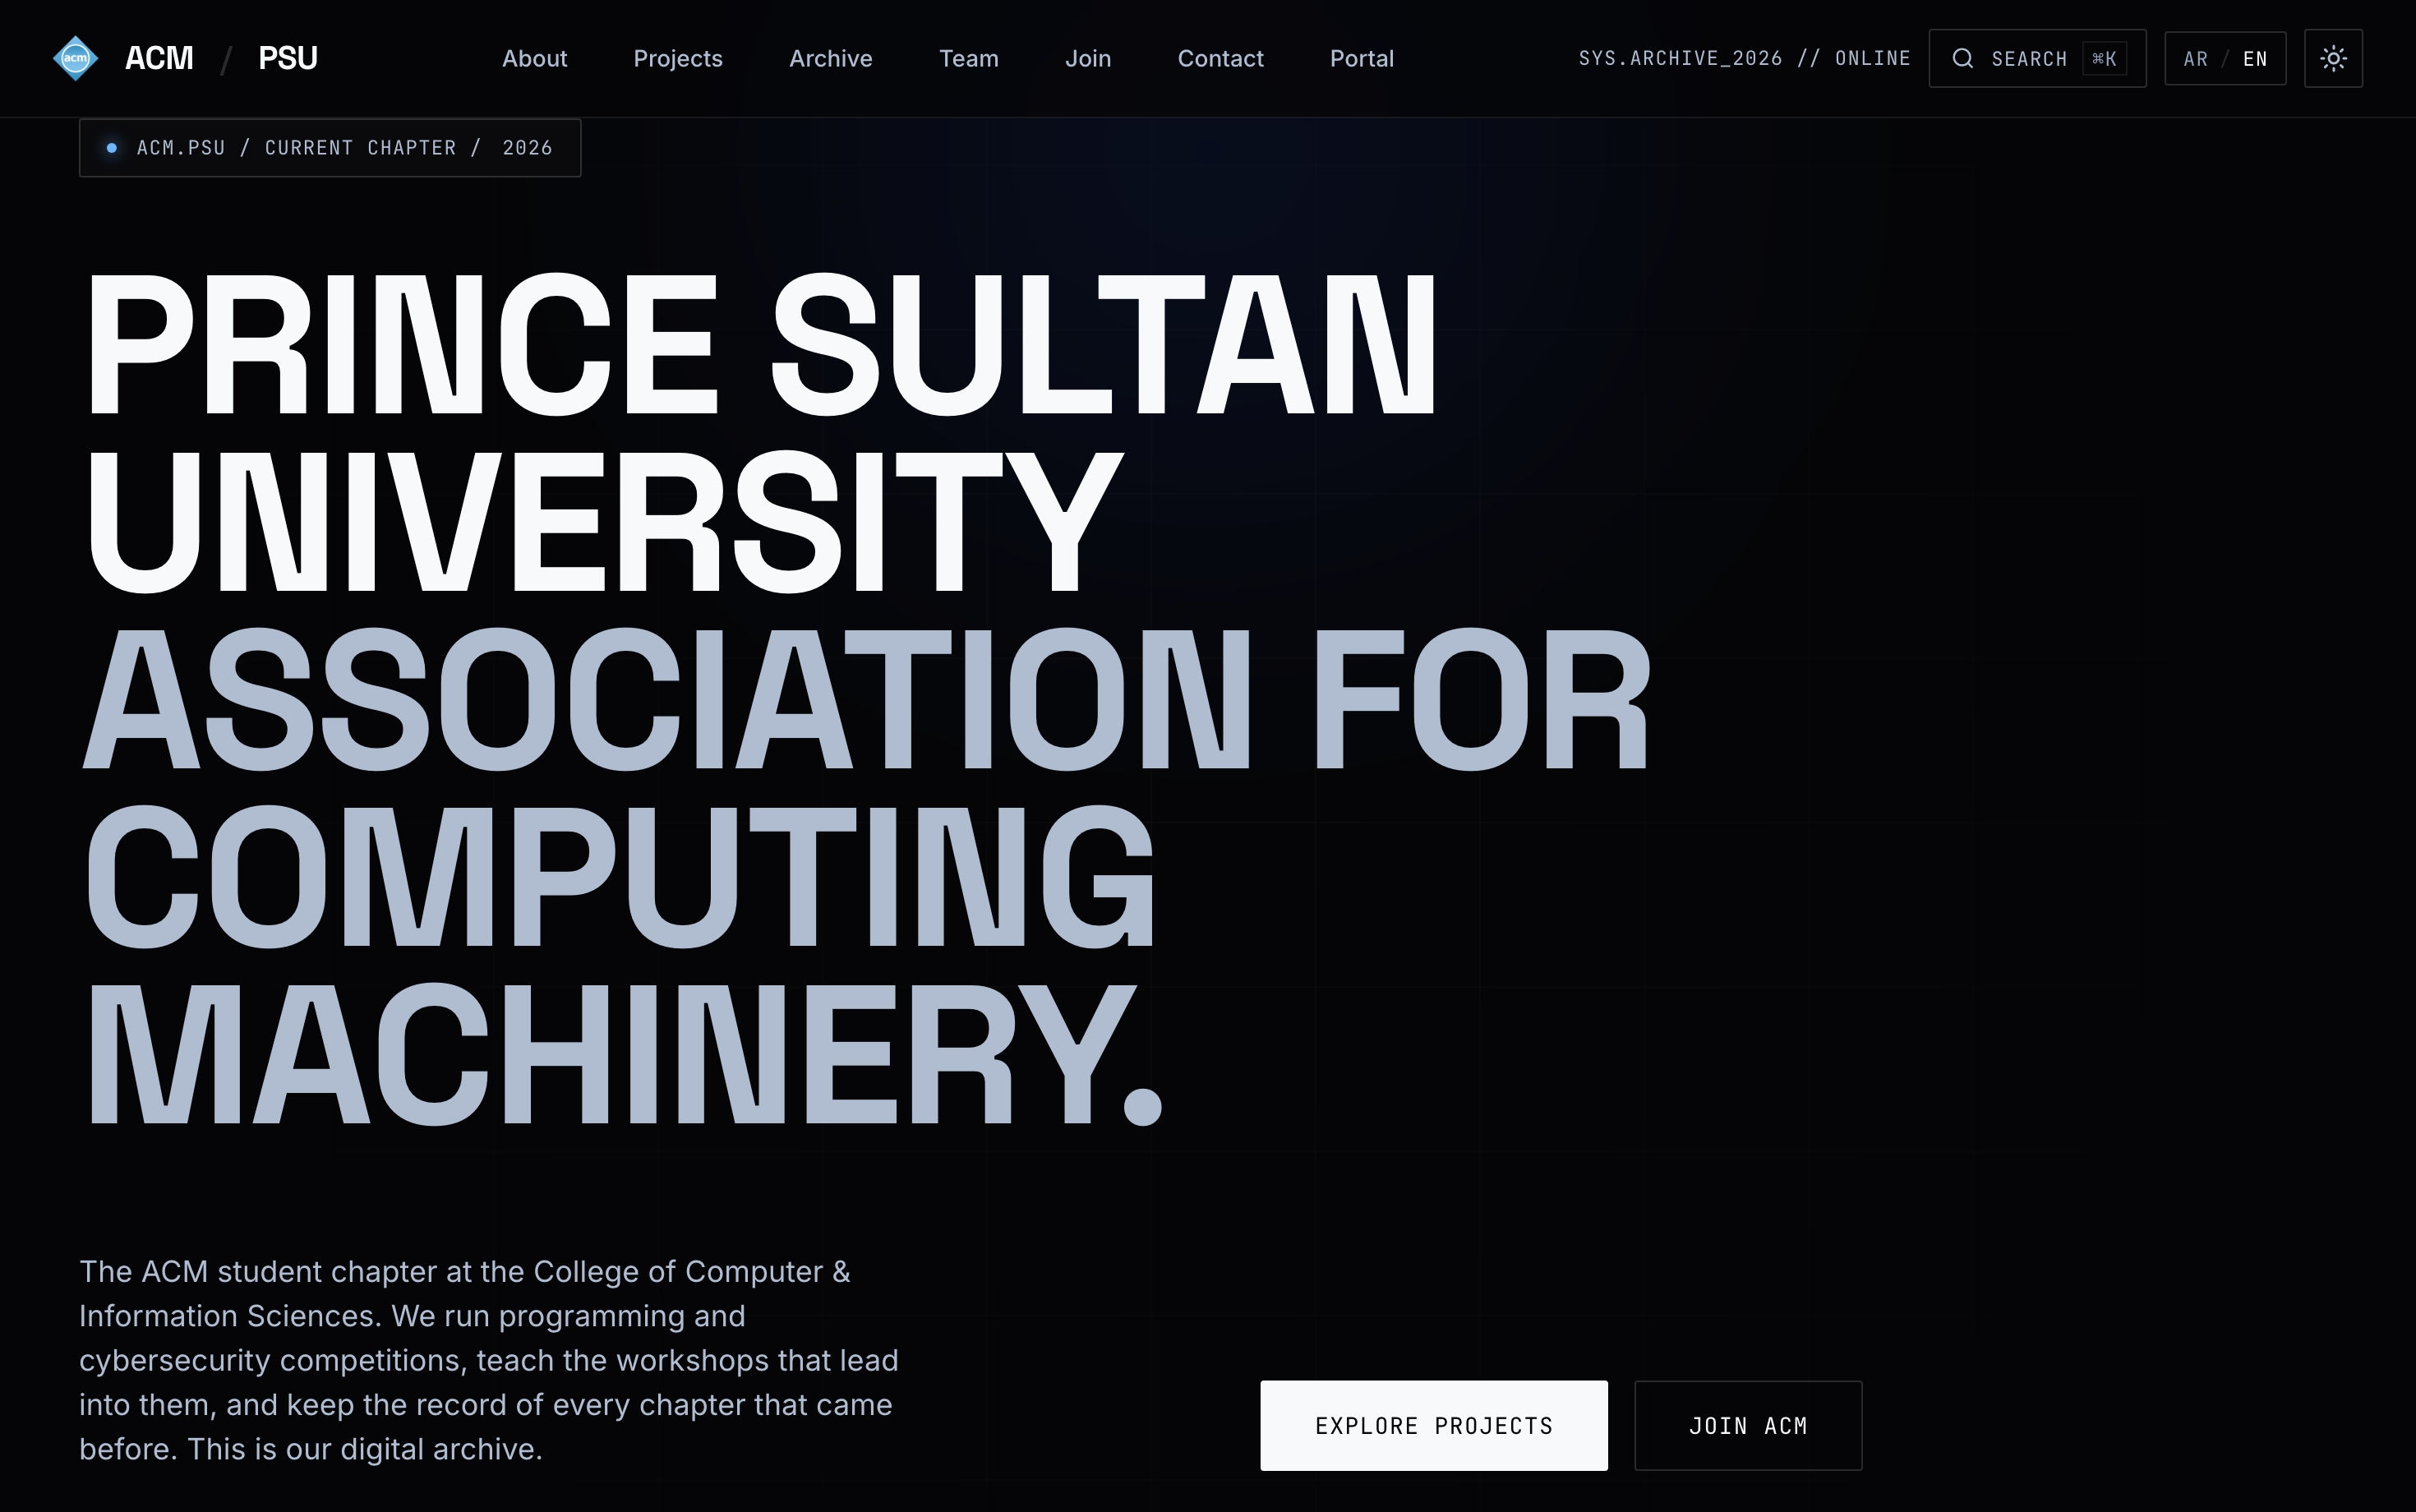 acm ACM / PSU
About Projects Archive Team Join Contact Portal
SYS.ARCHIVE_2026 // ONLINE
SEARCH ⌘K
AR / EN
ACM.PSU / CURRENT CHAPTER / 2026
PRINCE SULTAN
UNIVERSITY
ASSOCIATION FOR
COMPUTING
MACHINERY.
The ACM student chapter at the College of Computer &
Information Sciences. We run programming and
cybersecurity competitions, teach the workshops that lead
into them, and keep the record of every chapter that came
before. This is our digital archive.
EXPLORE PROJECTS
JOIN ACM